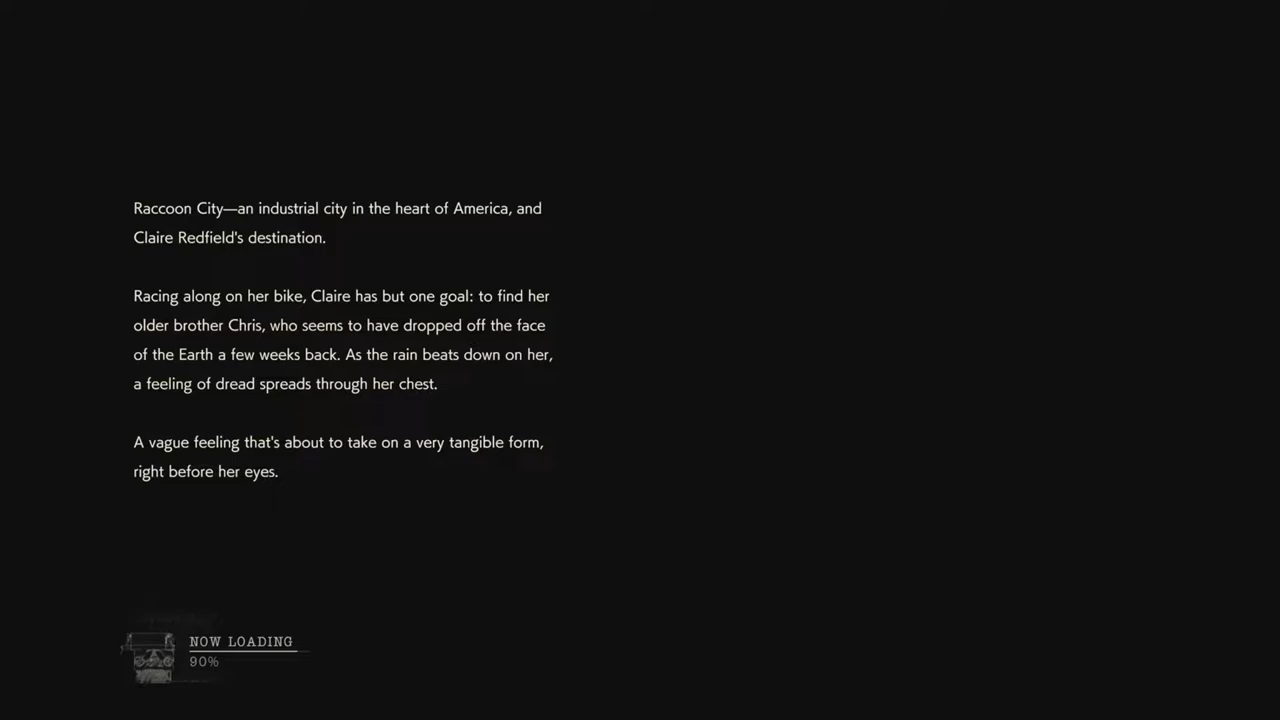 Raccoon City—an industrial city in the heart of America, and
Claire Redfield's destination.
Racing along on her bike, Claire has but one goal: to find her
older brother Chris, who seems to have dropped off the face
of the Earth a few weeks back. As the rain beats down on her,
a feeling of dread spreads through her chest.
A vague feeling that's about to take on a very tangible form,
right before her eyes.
NOW LOADING
90%